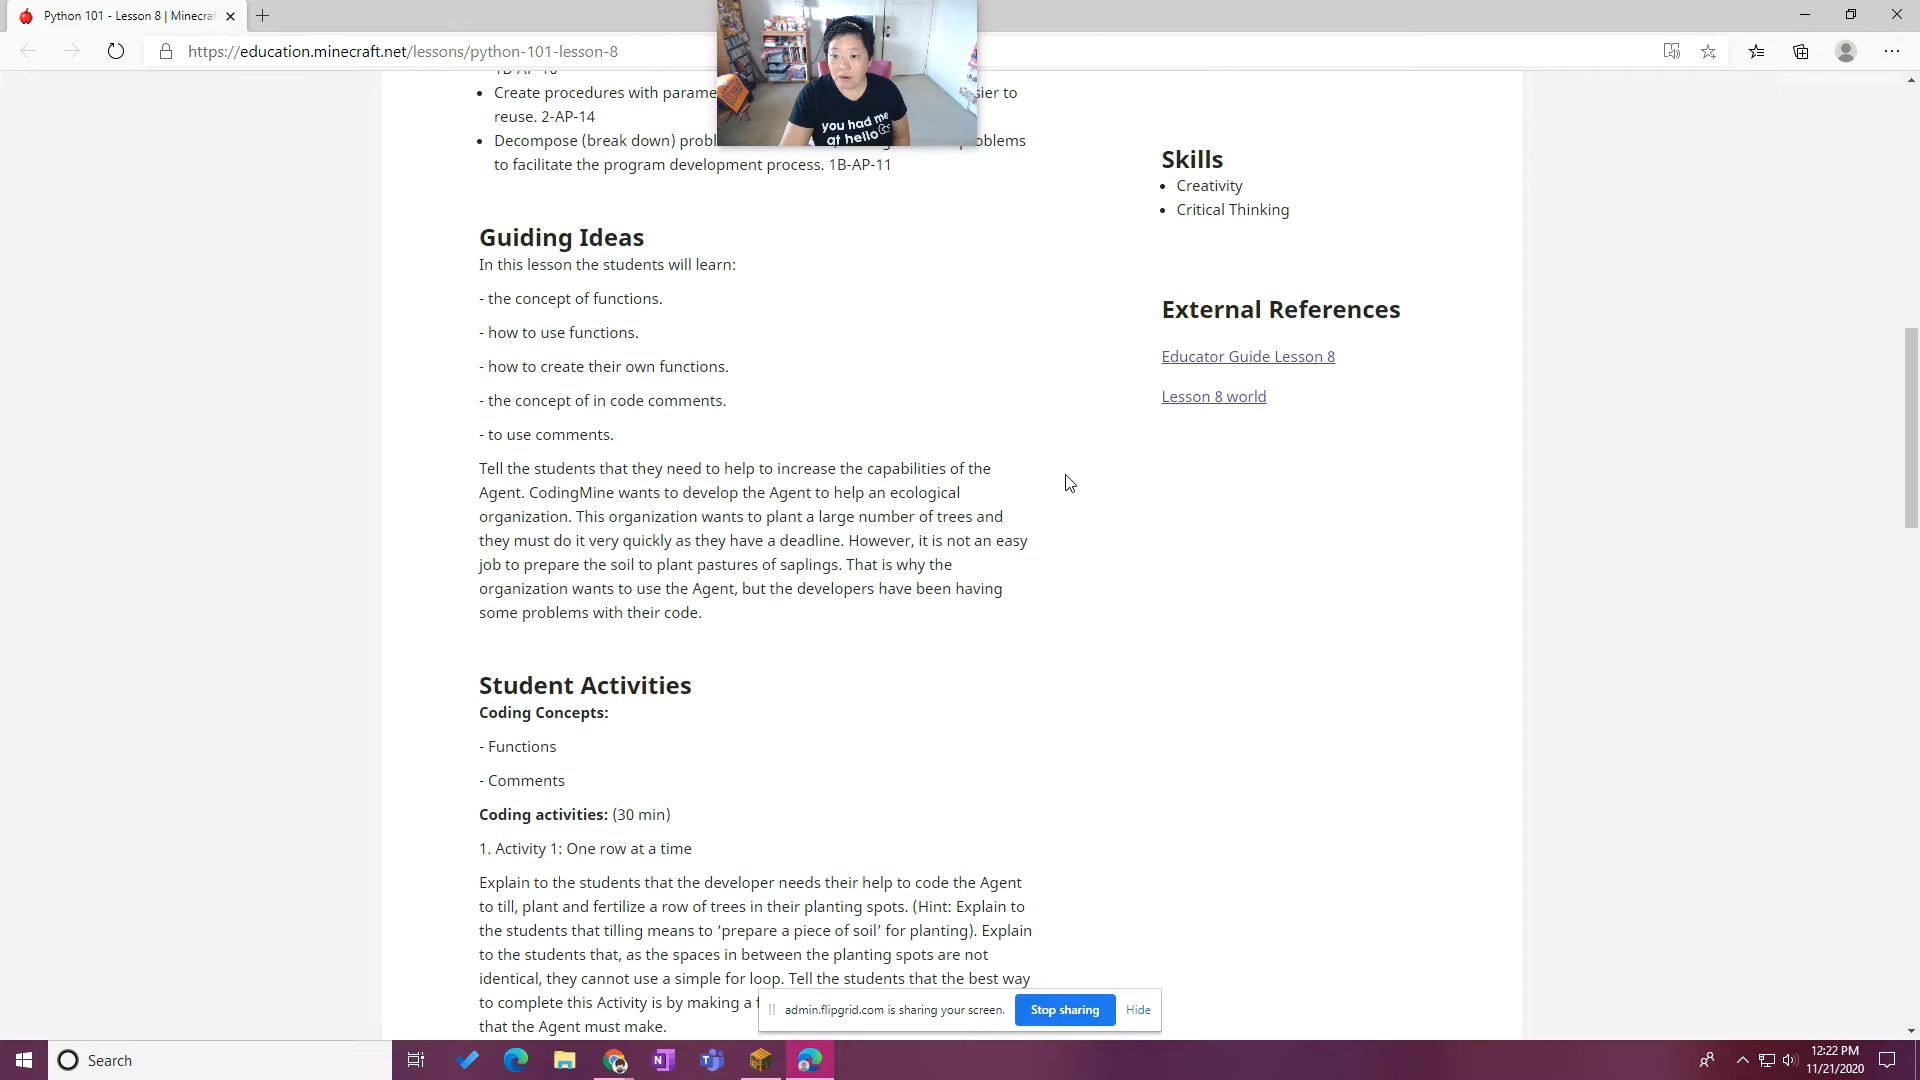 Python 101 - Lesson 8 | Minecra
https://education.minecraft.net/lessons/python-101-lesson-8
you had me
at hello
1B-AP-10
• Create procedures with parame sier to
reuse. 2-AP-14
• Decompose (break down) probl oblems
to facilitate the program development process. 1B-AP-11
Guiding Ideas
In this lesson the students will learn:
- the concept of functions.
- how to use functions.
- how to create their own functions.
- the concept of in code comments.
- to use comments.
Tell the students that they need to help to increase the capabilities of the
Agent. CodingMine wants to develop the Agent to help an ecological
organization. This organization wants to plant a large number of trees and
they must do it very quickly as they have a deadline. However, it is not an easy
job to prepare the soil to plant pastures of saplings. That is why the
organization wants to use the Agent, but the developers have been having
some problems with their code.
Student Activities
Coding Concepts:
- Functions
- Comments
Coding activities: (30 min)
1. Activity 1: One row at a time
Explain to the students that the developer needs their help to code the Agent
to till, plant and fertilize a row of trees in their planting spots. (Hint: Explain to
the students that tilling means to ‘prepare a piece of soil’ for planting). Explain
to the students that, as the spaces in between the planting spots are not
identical, they cannot use a simple for loop. Tell the students that the best way
to complete this Activity is by making a f
that the Agent must make.
Skills
• Creativity
• Critical Thinking
External References
Educator Guide Lesson 8
Lesson 8 world
admin.flipgrid.com is sharing your screen.
Stop sharing
Hide
Search
12:22 PM
11/21/2020